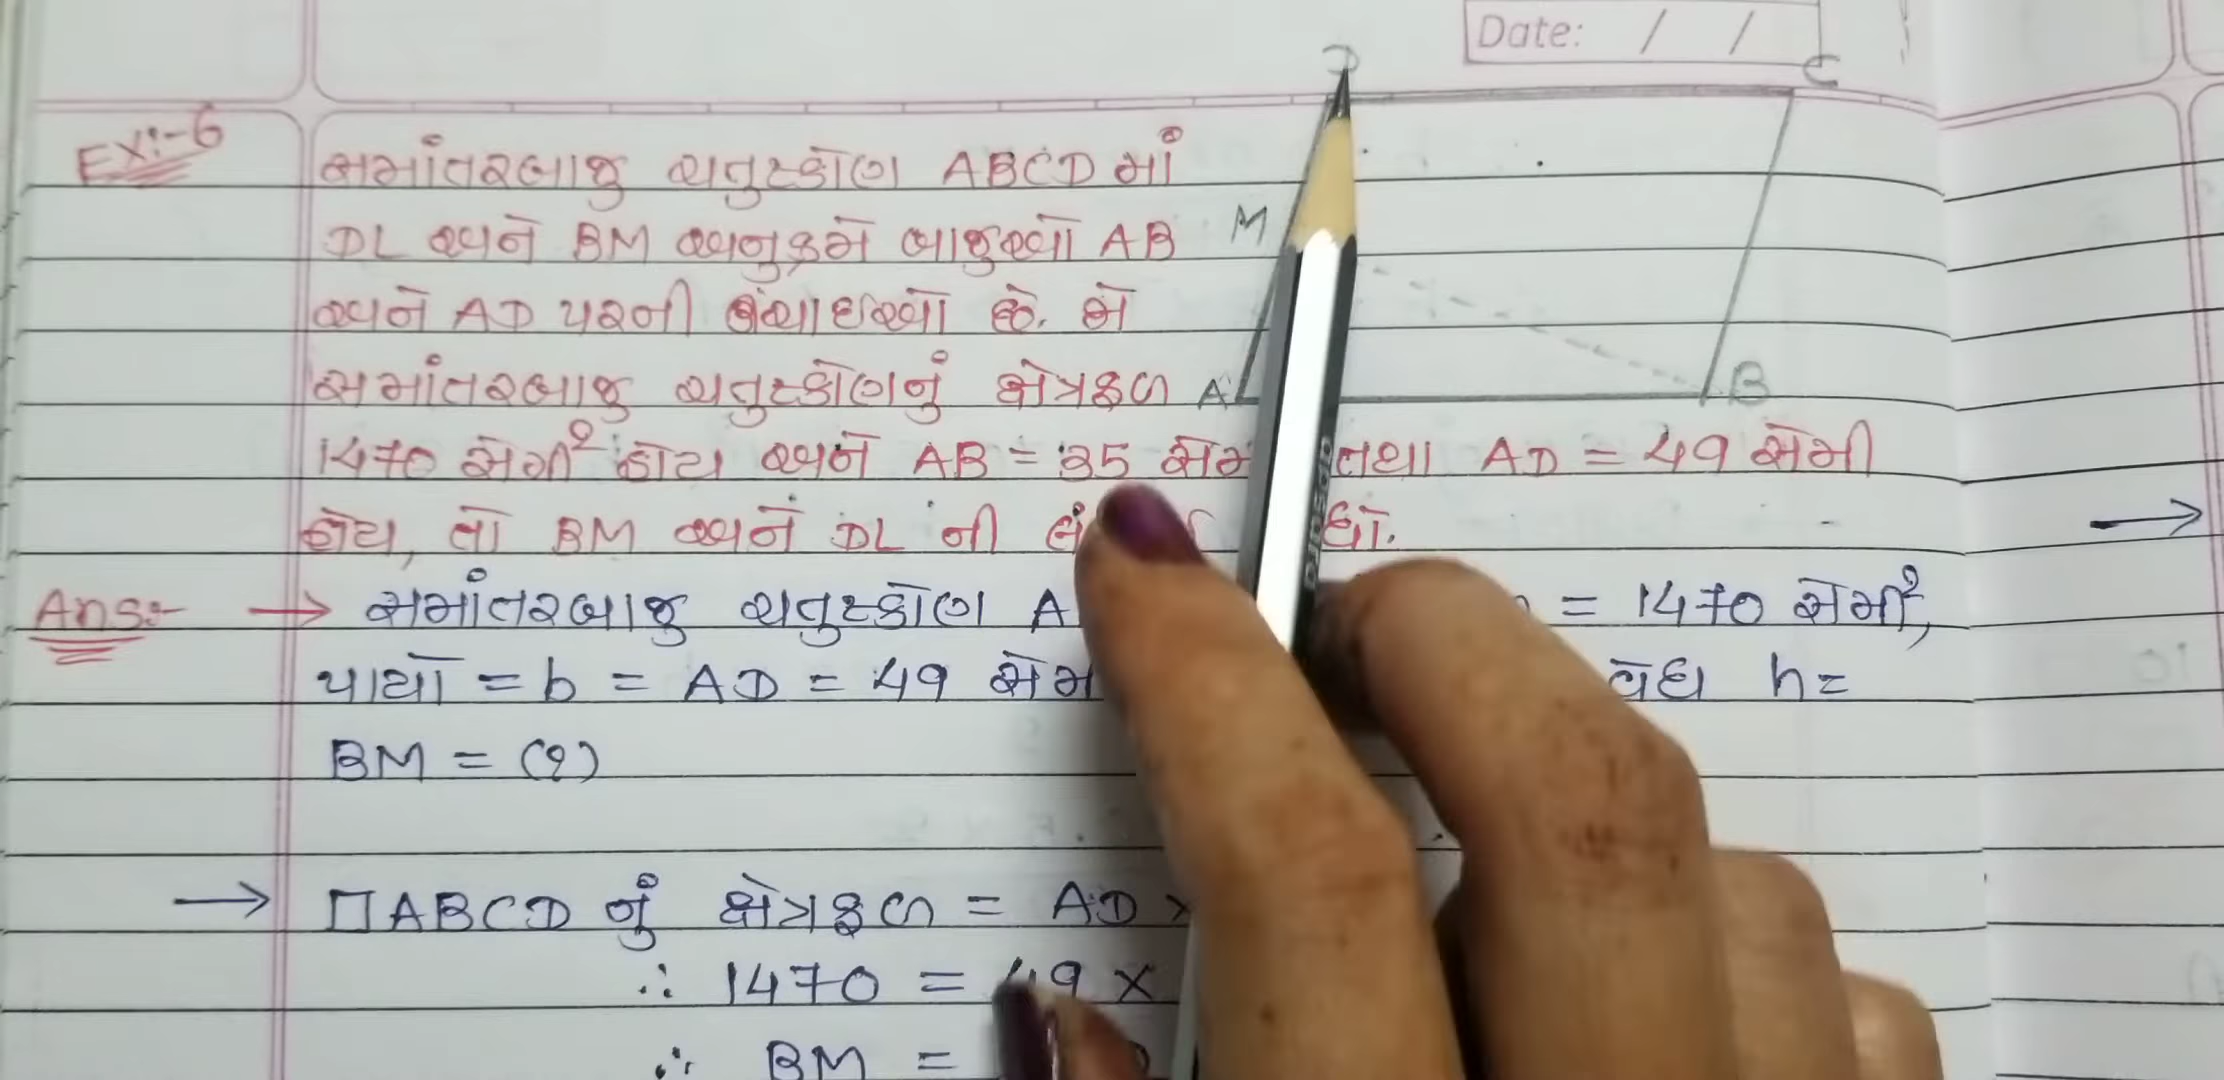 Date: / /
D
C
Ex:-6
સમાંતરબાજુ ચતુષ્કોણ ABCD માં
DL અને BM અનુક્રમે બાજુઓ AB
M
અને AD પરની લંબાઈઓ છે. જો
સમાંતરબાજુ ચતુષ્કોણનું ક્ષેત્રફળ
A
B
1470 સેમી² હોય અને AB = 35 તથા AD = 49 સેમી
હોય, તો BM અને DL ની શોધો.
Ans:- → સમાંતરબાજુ ચતુષ્કોણ A = 1470 સેમી²,
પાયો = b = AD = 49 વેધ h =
BM = (?)
→ □ABCD નું ક્ષેત્રફળ = AD ×
∴ 1470 = 49 ×
∴ BM =